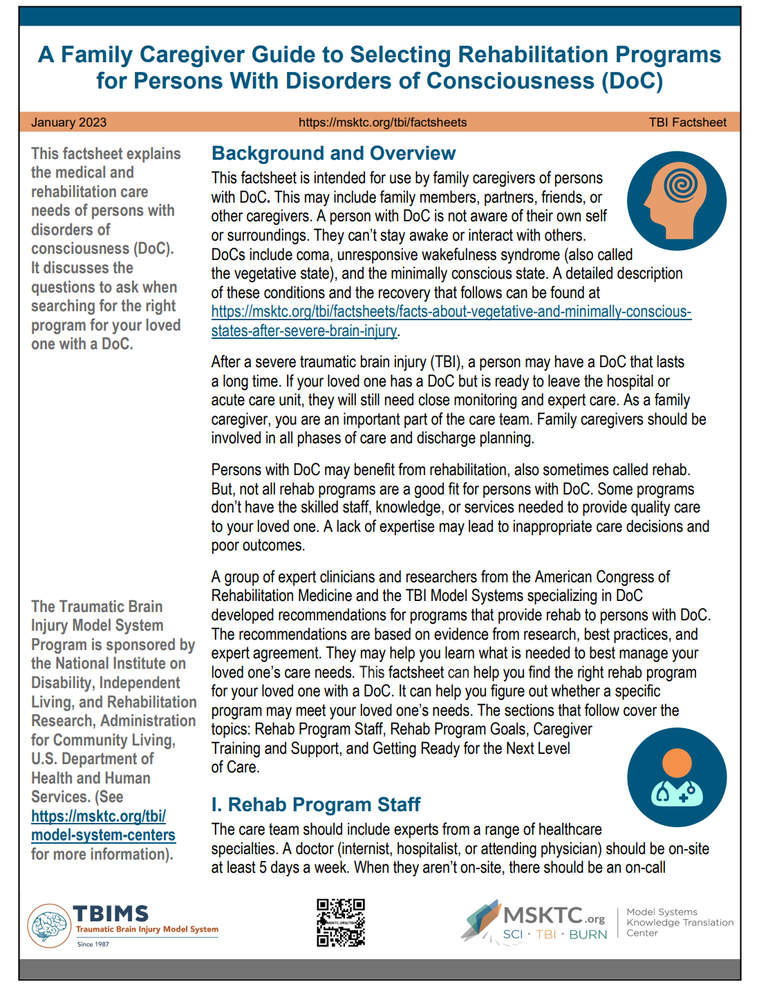 A Family Caregiver Guide to Selecting Rehabilitation Programs
for Persons With Disorders of Consciousness (DoC)
January 2023
https://msktc.org/tbi/factsheets
TBI Factsheet
This factsheet explains
the medical and
rehabilitation care
needs of persons with
disorders of
consciousness (DoC).
It discusses the
questions to ask when
searching for the right
program for your loved
one with a DoC.
The Traumatic Brain
Injury Model System
Program is sponsored by
the National Institute on
Disability, Independent
Living, and Rehabilitation
Research, Administration
for Community Living,
U.S. Department of
Health and Human
Services. (See
https://msktc.org/tbi/
model-system-centers
for more information).
Background and Overview
This factsheet is intended for use by family caregivers of persons
with DoC. This may include family members, partners, friends, or
other caregivers. A person with DoC is not aware of their own self
or surroundings. They can’t stay awake or interact with others.
DoCs include coma, unresponsive wakefulness syndrome (also called
the vegetative state), and the minimally conscious state. A detailed description
of these conditions and the recovery that follows can be found at
https://msktc.org/tbi/factsheets/facts-about-vegetative-and-minimally-conscious-
states-after-severe-brain-injury.
After a severe traumatic brain injury (TBI), a person may have a DoC that lasts
a long time. If your loved one has a DoC but is ready to leave the hospital or
acute care unit, they will still need close monitoring and expert care. As a family
caregiver, you are an important part of the care team. Family caregivers should be
involved in all phases of care and discharge planning.
Persons with DoC may benefit from rehabilitation, also sometimes called rehab.
But, not all rehab programs are a good fit for persons with DoC. Some programs
don’t have the skilled staff, knowledge, or services needed to provide quality care
to your loved one. A lack of expertise may lead to inappropriate care decisions and
poor outcomes.
A group of expert clinicians and researchers from the American Congress of
Rehabilitation Medicine and the TBI Model Systems specializing in DoC
developed recommendations for programs that provide rehab to persons with DoC.
The recommendations are based on evidence from research, best practices, and
expert agreement. They may help you learn what is needed to best manage your
loved one’s care needs. This factsheet can help you find the right rehab program
for your loved one with a DoC. It can help you figure out whether a specific
program may meet your loved one’s needs. The sections that follow cover the
topics: Rehab Program Staff, Rehab Program Goals, Caregiver
Training and Support, and Getting Ready for the Next Level
of Care.
I. Rehab Program Staff
The care team should include experts from a range of healthcare
specialties. A doctor (internist, hospitalist, or attending physician) should be on-site
at least 5 days a week. When they aren’t on-site, there should be an on-call
TBIMS
Traumatic Brain Injury Model System
Since 1987
MSKTC.ORG/TBI
MSKTC.org
SCI • TBI • BURN
Model Systems
Knowledge Translation
Center